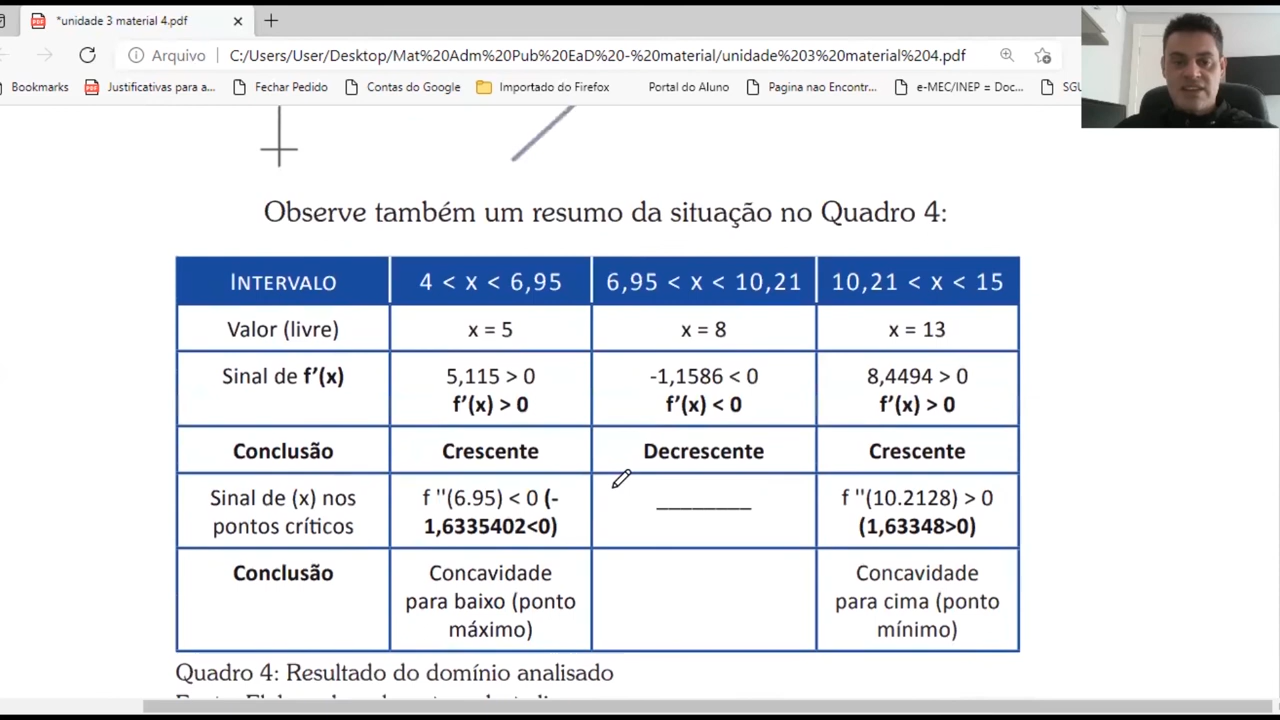 *unidade 3 material 4.pdf
Arquivo
C:/Users/User/Desktop/Mat%20Adm%20Pub%20EaD%20-%20material/unidade%203%20material%204.pdf
Bookmarks
Justificativas para a...
Fechar Pedido
Contas do Google
Importado do Firefox
Portal do Aluno
Pagina nao Encontr...
e-MEC/INEP = Doc...
SGU
Observe também um resumo da situação no Quadro 4:
INTERVALO
4 < x < 6,95
6,95 < x < 10,21
10,21 < x < 15
Valor (livre)
x = 5
x = 8
x = 13
Sinal de f’(x)
5,115 > 0
f’(x) > 0
-1,1586 < 0
f’(x) < 0
8,4494 > 0
f’(x) > 0
Conclusão
Crescente
Decrescente
Crescente
Sinal de (x) nos
pontos críticos
f ''(6.95) < 0 (-
1,6335402<0)
________
f ''(10.2128) > 0
(1,63348>0)
Conclusão
Concavidade
para baixo (ponto
máximo)
Concavidade
para cima (ponto
mínimo)
Quadro 4: Resultado do domínio analisado